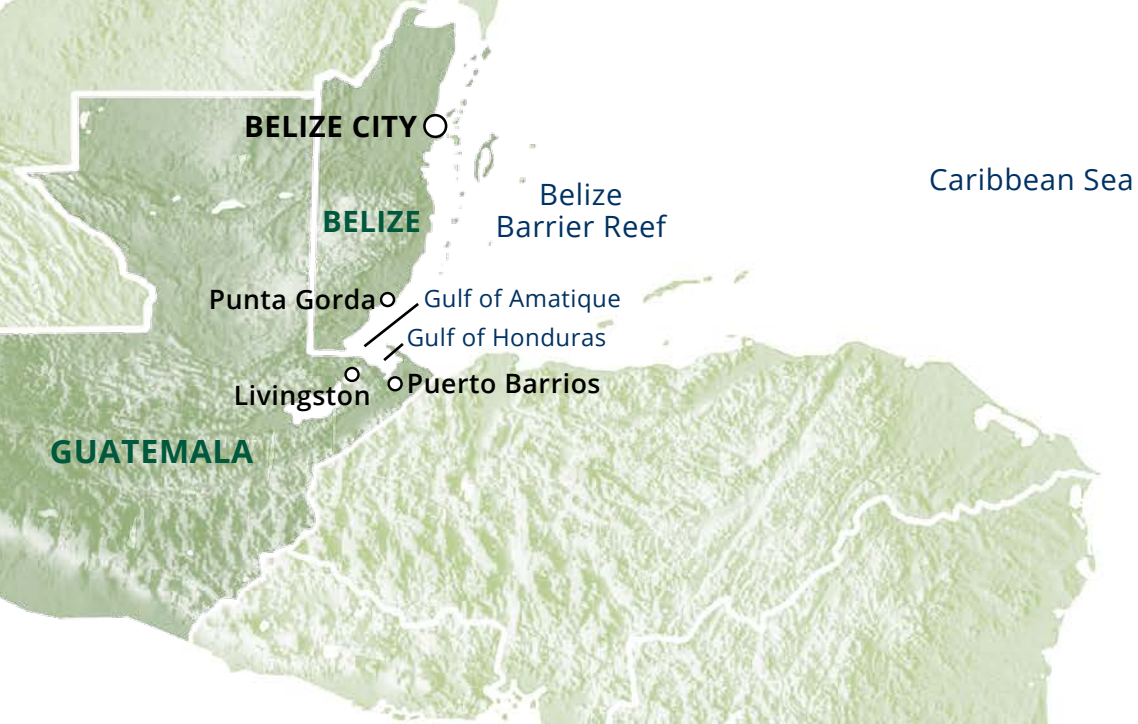 BELIZE CITY
Caribbean Sea
Belize
Barrier Reef
BELIZE
Punta Gorda
Gulf of Amatique
Gulf of Honduras
Livingston
Puerto Barrios
GUATEMALA